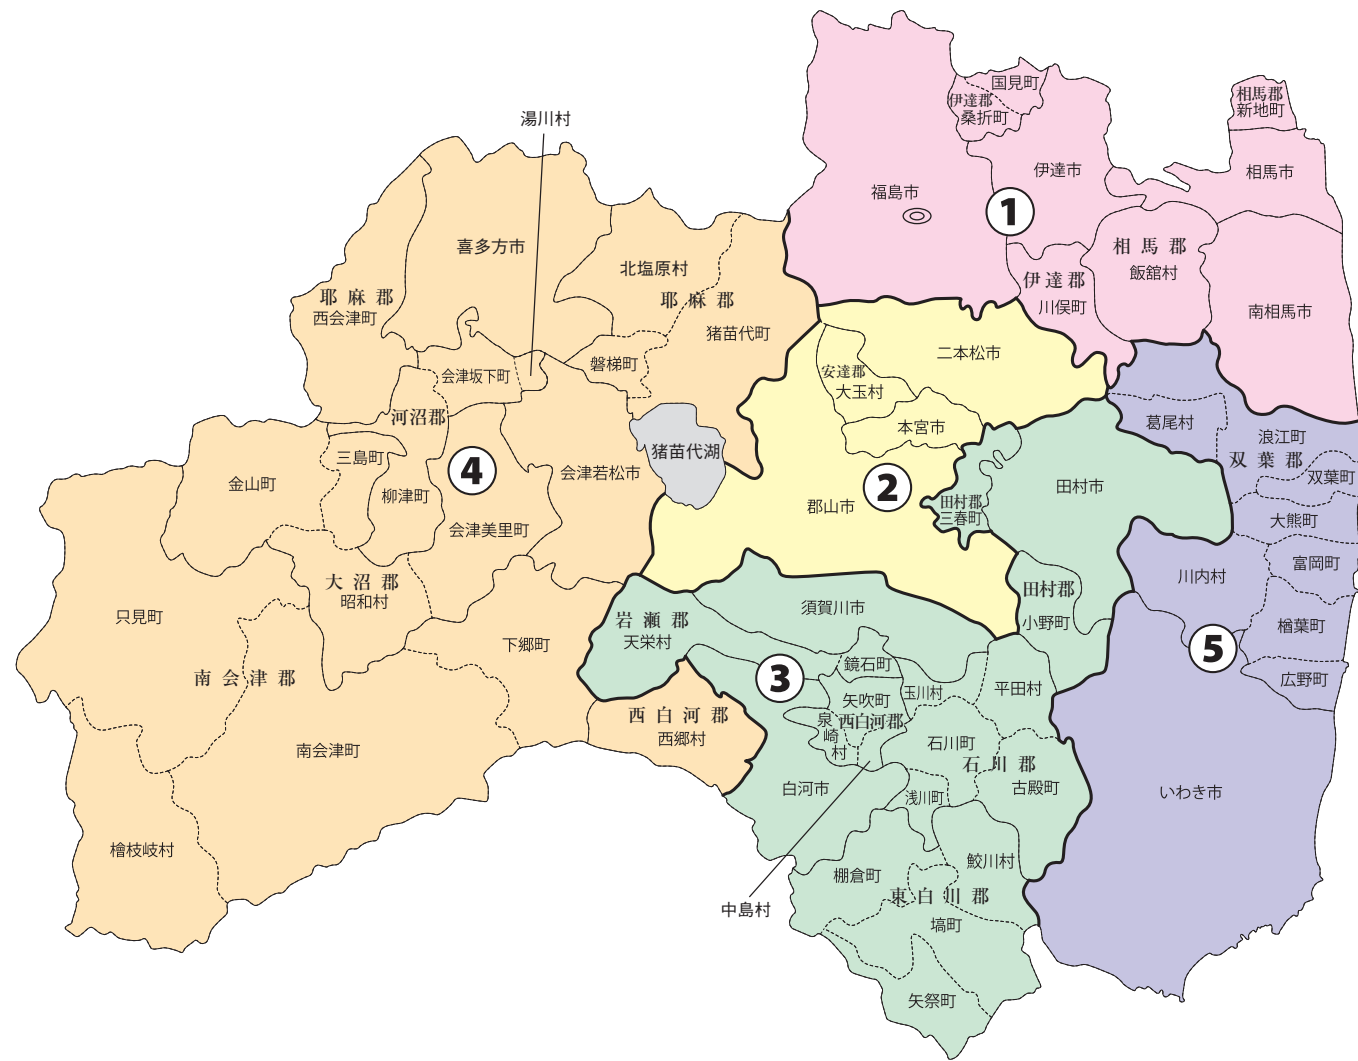 国見町
伊達郡
桑折町
相馬郡
新地町
湯川村
伊達市
相馬市
福島市
1
喜多方市
相馬郡
飯舘村
北塩原村
耶麻郡
伊達郡
川俣町
耶麻郡
西会津町
南相馬市
猪苗代町
二本松市
磐梯町
会津坂下町
安達郡
大玉村
河沼郡
本宮市
葛尾村
浪江町
双葉郡
双葉町
三島町
4
会津若松市
猪苗代湖
金山町
柳津町
2
田村市
郡山市
田村郡
三春町
大熊町
会津美里町
富岡町
川内村
大沼郡
昭和村
田村郡
小野町
須賀川市
只見町
岩瀬郡
天栄村
楢葉町
下郷町
5
鏡石町
3
南会津郡
広野町
平田村
玉川村
矢吹町
西白河郡
西郷村
泉崎村
西白河郡
南会津町
石川町
石川郡
古殿町
白河市
浅川町
いわき市
檜枝岐村
鮫川村
棚倉町
東白川郡
中島村
塙町
矢祭町